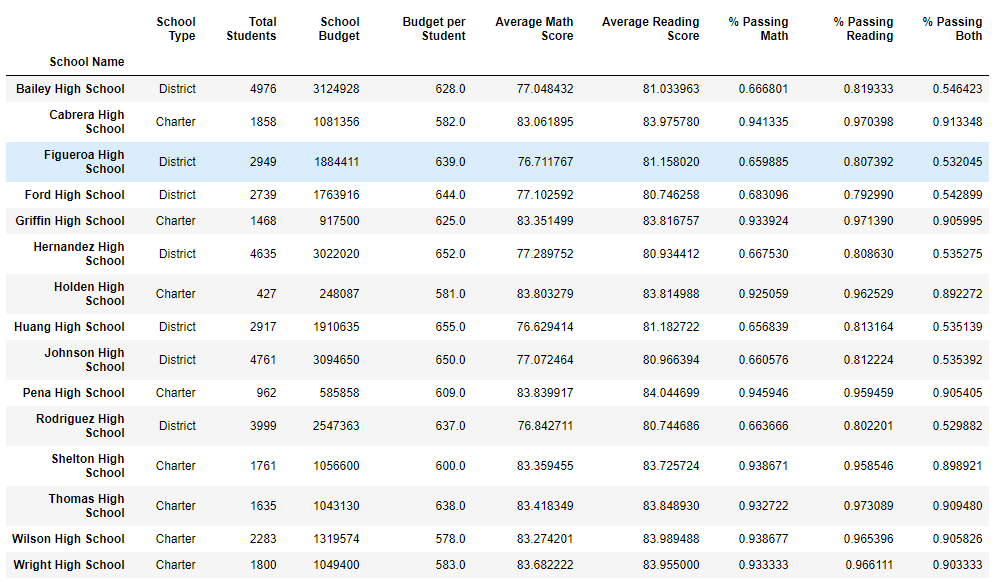 School Type Total Students School Budget Budget per Student Average Math Score Average Reading Score % Passing Math % Passing Reading % Passing Both
School Name
Bailey High School District 4976 3124928 628.0 77.048432 81.033963 0.666801 0.819333 0.546423
Cabrera High School Charter 1858 1081356 582.0 83.061895 83.975780 0.941335 0.970398 0.913348
Figueroa High School District 2949 1884411 639.0 76.711767 81.158020 0.659885 0.807392 0.532045
Ford High School District 2739 1763916 644.0 77.102592 80.746258 0.683096 0.792990 0.542899
Griffin High School Charter 1468 917500 625.0 83.351499 83.816757 0.933924 0.971390 0.905995
Hernandez High School District 4635 3022020 652.0 77.289752 80.934412 0.667530 0.808630 0.535275
Holden High School Charter 427 248087 581.0 83.803279 83.814988 0.925059 0.962529 0.892272
Huang High School District 2917 1910635 655.0 76.629414 81.182722 0.656839 0.813164 0.535139
Johnson High School District 4761 3094650 650.0 77.072464 80.966394 0.660576 0.812224 0.535392
Pena High School Charter 962 585858 609.0 83.839917 84.044699 0.945946 0.959459 0.905405
Rodriguez High School District 3999 2547363 637.0 76.842711 80.744686 0.663666 0.802201 0.529882
Shelton High School Charter 1761 1056600 600.0 83.359455 83.725724 0.938671 0.958546 0.898921
Thomas High School Charter 1635 1043130 638.0 83.418349 83.848930 0.932722 0.973089 0.909480
Wilson High School Charter 2283 1319574 578.0 83.274201 83.989488 0.938677 0.965396 0.905826
Wright High School Charter 1800 1049400 583.0 83.682222 83.955000 0.933333 0.966111 0.903333